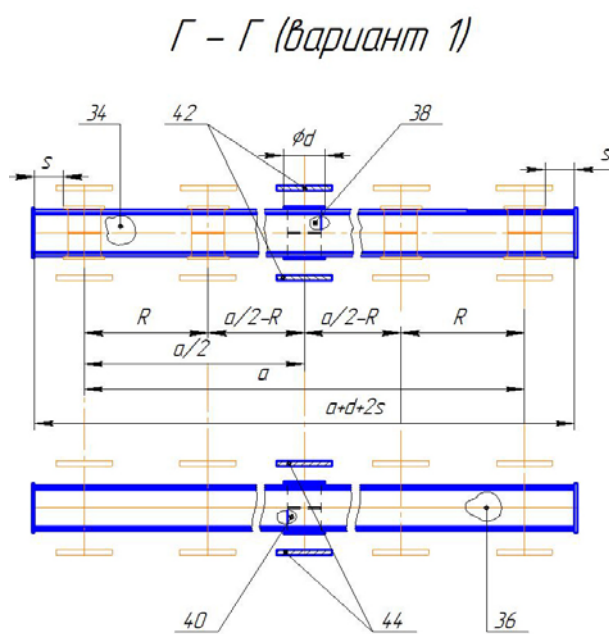 Г – Г (вариант 1)
34 42 ϕd 38
s s
R a/2-R a/2-R R
a/2
a
a+d+2s
40 44 36